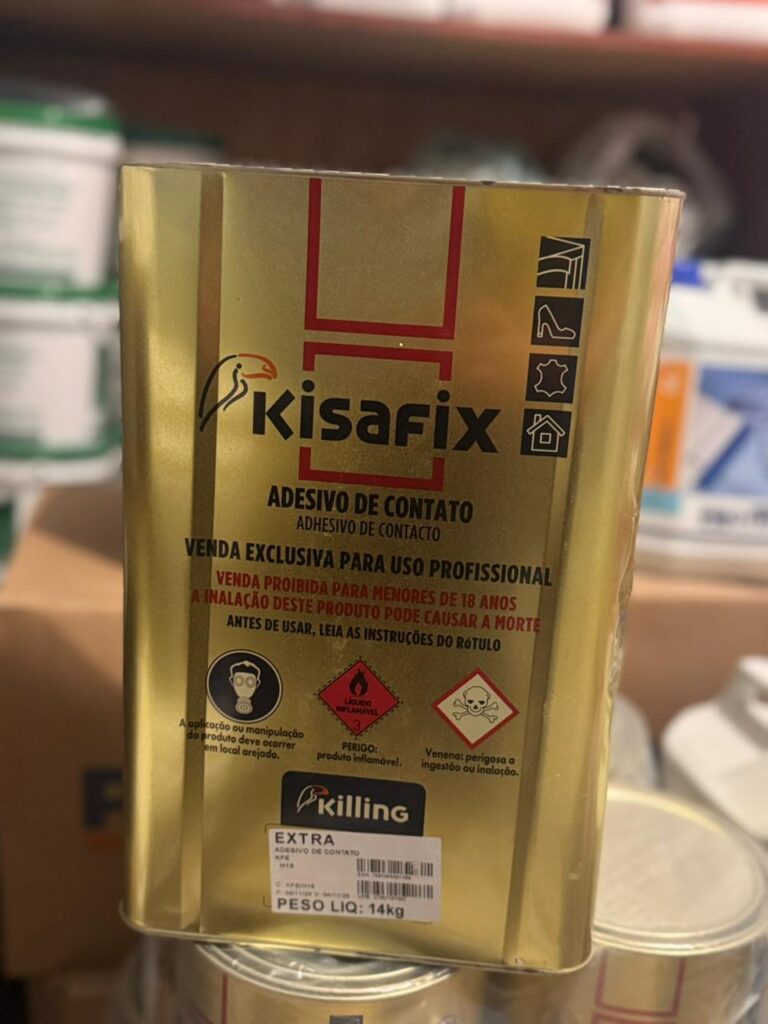 Kisafix
ADESIVO DE CONTATO
ADHESIVO DE CONTACTO
VENDA EXCLUSIVA PARA USO PROFISSIONAL
VENDA PROIBIDA PARA MENORES DE 18 ANOS
A INALAÇÃO DESTE PRODUTO PODE CAUSAR A MORTE
ANTES DE USAR, LEIA AS INSTRUÇÕES DO RÓTULO
A aplicação ou manipulação
do produto deve ocorrer
em local arejado.
LÍQUIDO
INFLAMÁVEL
3
PERIGO:
produto inflamável.
Veneno: perigosa a
ingestão ou inalação.
Killing
EXTRA
ADESIVO DE CONTATO
KFE
H18
PESO LIQ: 14kg